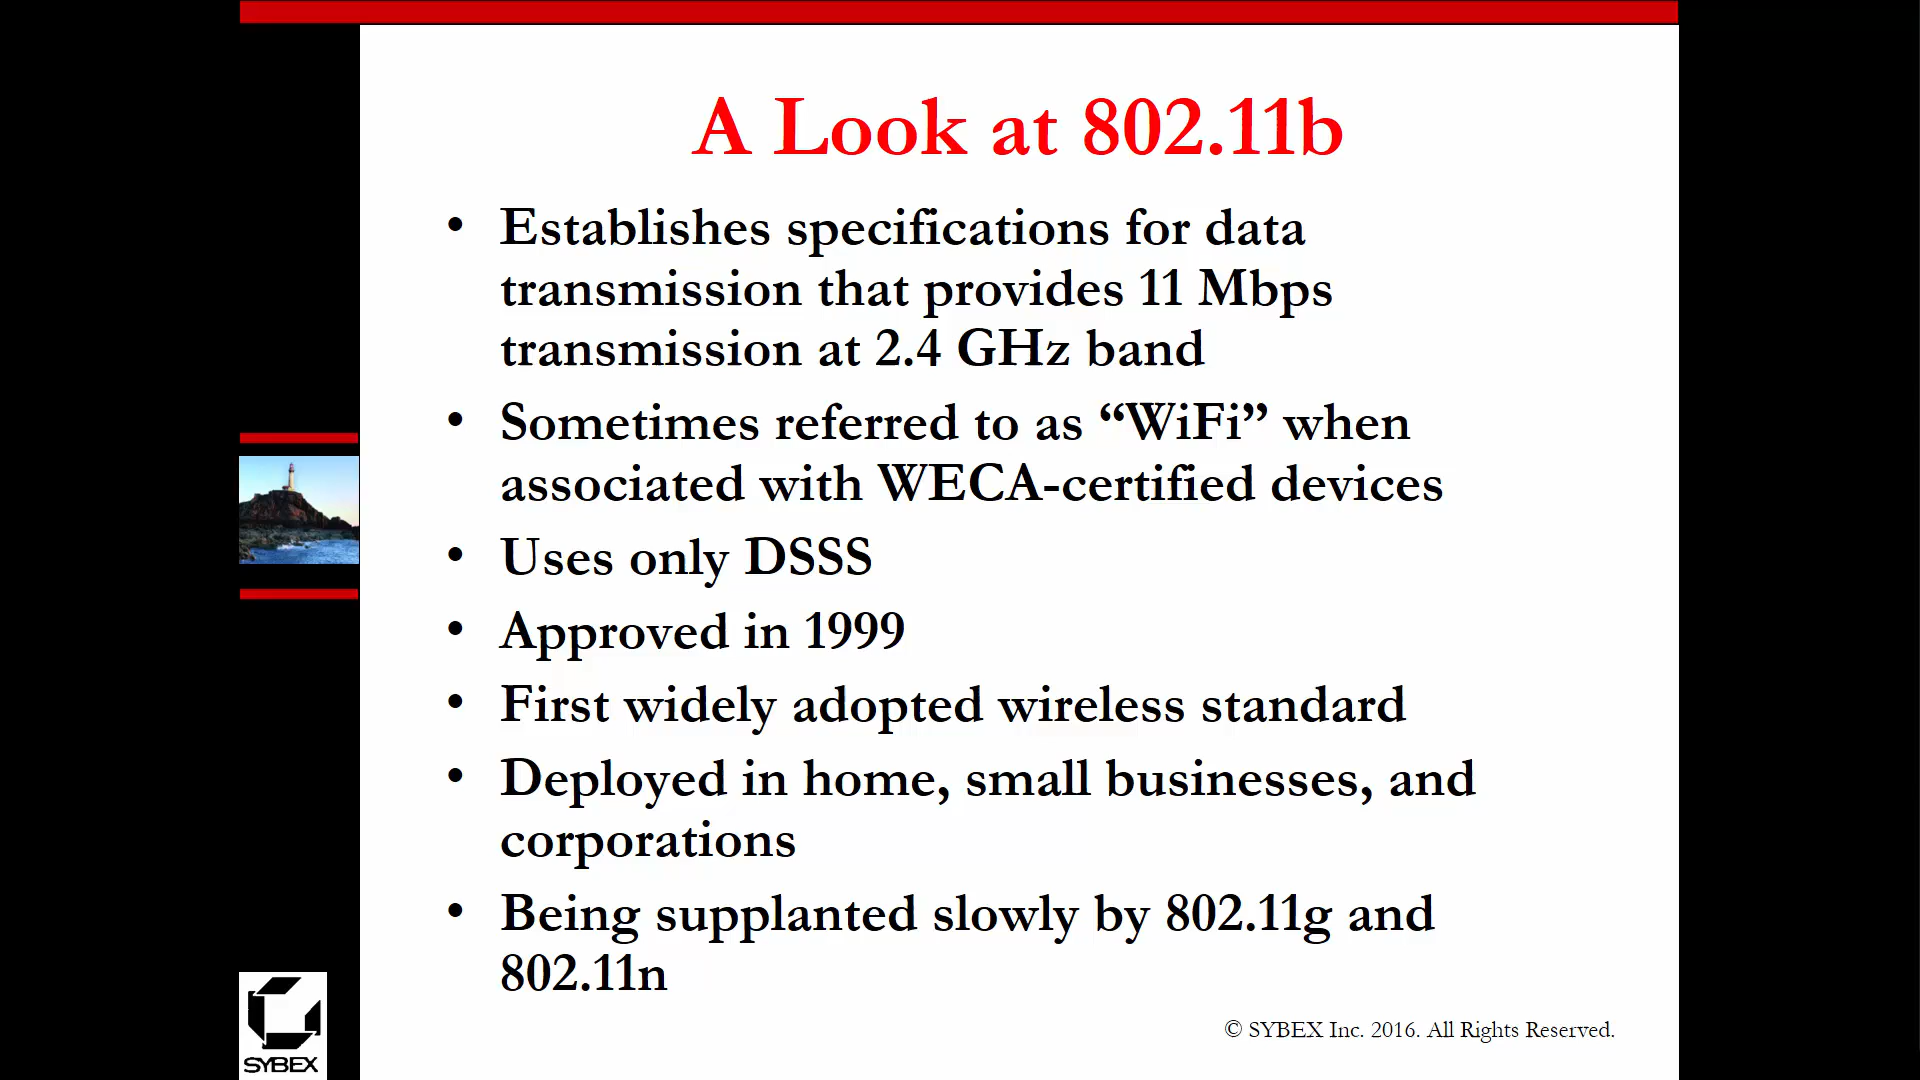 A Look at 802.11b
• Establishes specifications for data
transmission that provides 11 Mbps
transmission at 2.4 GHz band
• Sometimes referred to as “WiFi” when
associated with WECA-certified devices
• Uses only DSSS
• Approved in 1999
• First widely adopted wireless standard
• Deployed in home, small businesses, and
corporations
• Being supplanted slowly by 802.11g and
802.11n
© SYBEX Inc. 2016. All Rights Reserved.
SYBEX